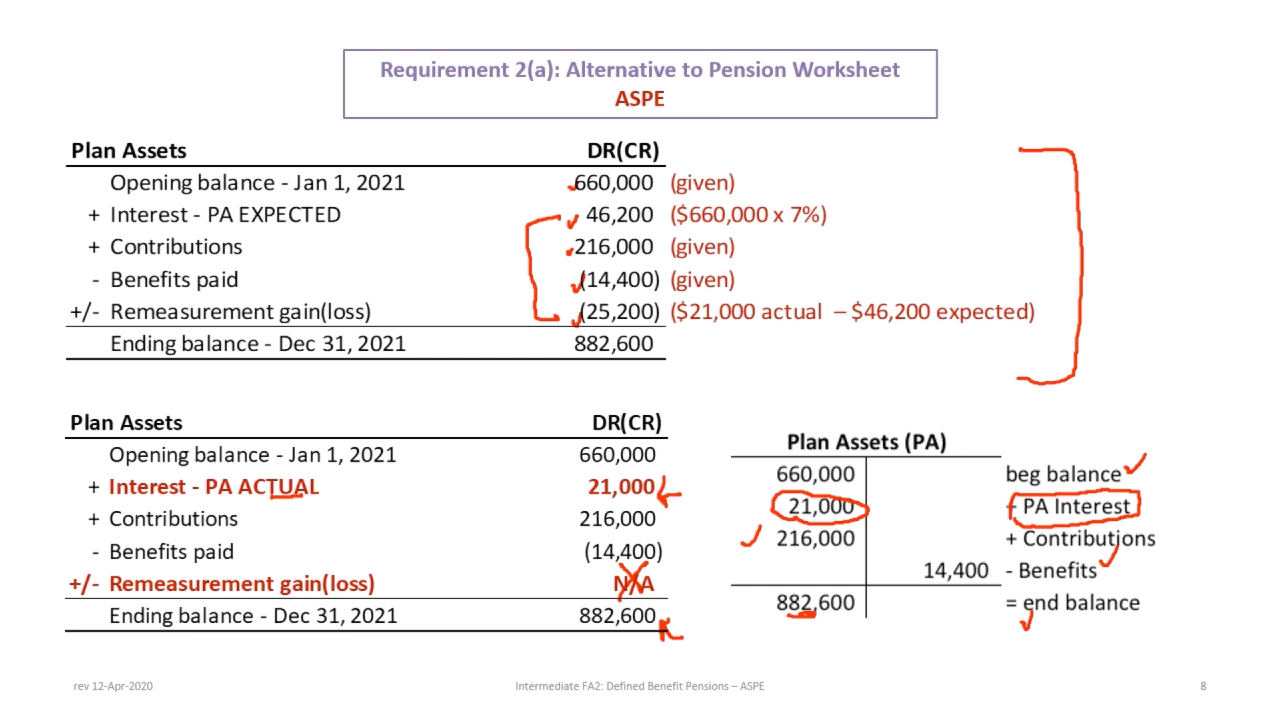 Requirement 2(a): Alternative to Pension Worksheet
ASPE
Plan Assets DR(CR)
Opening balance - Jan 1, 2021 660,000 (given)
+ Interest - PA EXPECTED 46,200 ($660,000 x 7%)
+ Contributions 216,000 (given)
- Benefits paid (14,400) (given)
+/- Remeasurement gain(loss) (25,200) ($21,000 actual – $46,200 expected)
Ending balance - Dec 31, 2021 882,600
Plan Assets DR(CR)
Opening balance - Jan 1, 2021 660,000
+ Interest - PA ACTUAL 21,000
+ Contributions 216,000
- Benefits paid (14,400)
+/- Remeasurement gain(loss) N/A
Ending balance - Dec 31, 2021 882,600
Plan Assets (PA)
660,000 beg balance
21,000 + PA Interest
216,000 + Contributions
14,400 - Benefits
882,600 = end balance
rev 12-Apr-2020 Intermediate FA2: Defined Benefit Pensions – ASPE 8